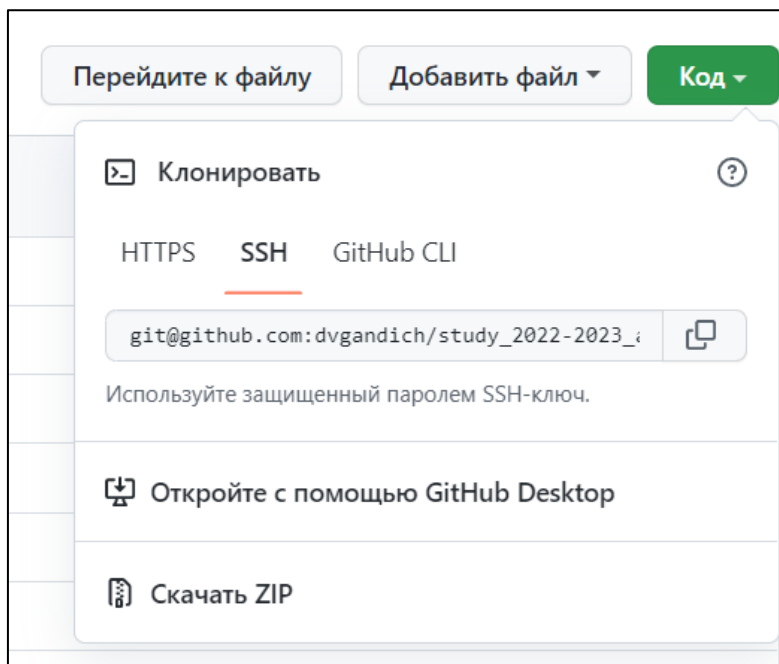 Перейдите к файлу
Добавить файл
Код
Клонировать
HTTPS SSH GitHub CLI
git@github.com:dvgandich/study_2022-2023_
Используйте защищенный паролем SSH-ключ.
Откройте с помощью GitHub Desktop
Скачать ZIP